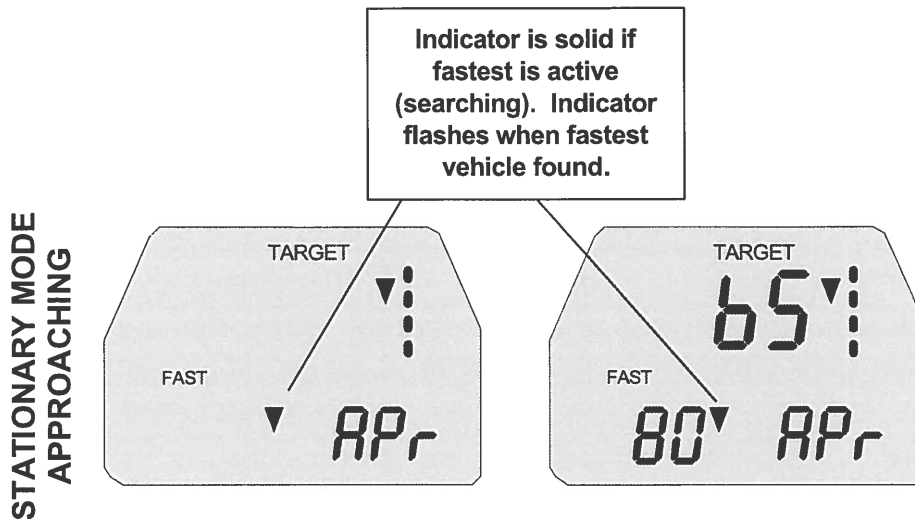 Indicator is solid if
fastest is active
(searching). Indicator
flashes when fastest
vehicle found.
STATIONARY MODE
APPROACHING
TARGET
FAST
APr
TARGET
65
FAST
80 APr